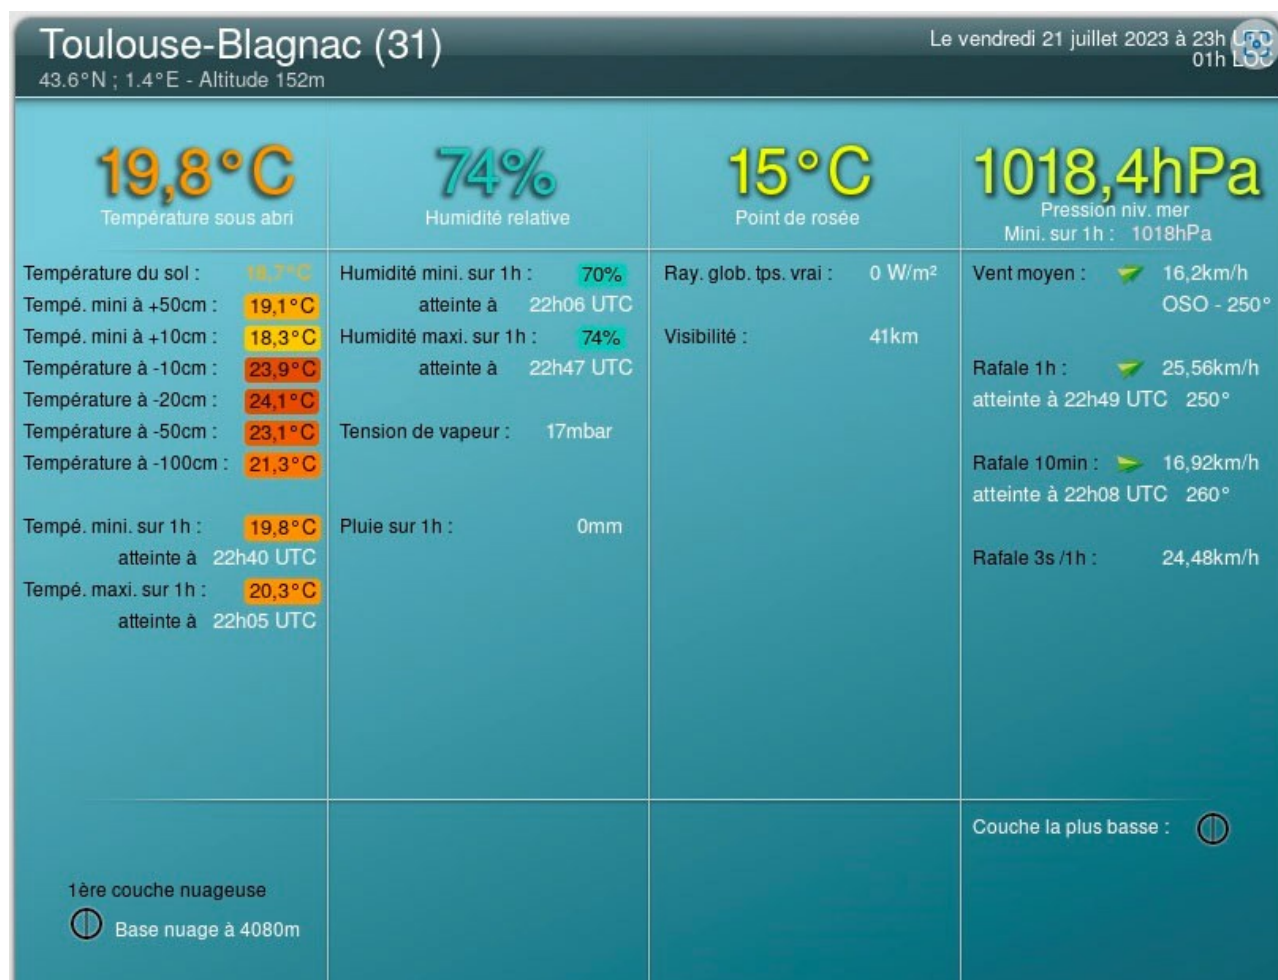 Toulouse-Blagnac (31)
43.6°N ; 1.4°E - Altitude 152m
Le vendredi 21 juillet 2023 à 23h UTC
01h LOC
19,8°C
Température sous abri
74%
Humidité relative
15°C
Point de rosée
1018,4hPa
Pression niv. mer
Mini. sur 1h : 1018hPa
Température du sol : 18,7°C
Tempé. mini à +50cm : 19,1°C
Tempé. mini à +10cm : 18,3°C
Température à -10cm : 23,9°C
Température à -20cm : 24,1°C
Température à -50cm : 23,1°C
Température à -100cm : 21,3°C
Tempé. mini. sur 1h : 19,8°C
atteinte à 22h40 UTC
Tempé. maxi. sur 1h : 20,3°C
atteinte à 22h05 UTC
Humidité mini. sur 1h : 70%
atteinte à 22h06 UTC
Humidité maxi. sur 1h : 74%
atteinte à 22h47 UTC
Tension de vapeur : 17mbar
Pluie sur 1h : 0mm
Ray. glob. tps. vrai : 0 W/m²
Visibilité : 41km
Vent moyen : 16,2km/h
OSO - 250°
Rafale 1h : 25,56km/h
atteinte à 22h49 UTC 250°
Rafale 10min : 16,92km/h
atteinte à 22h08 UTC 260°
Rafale 3s /1h : 24,48km/h
1ère couche nuageuse
Base nuage à 4080m
Couche la plus basse :